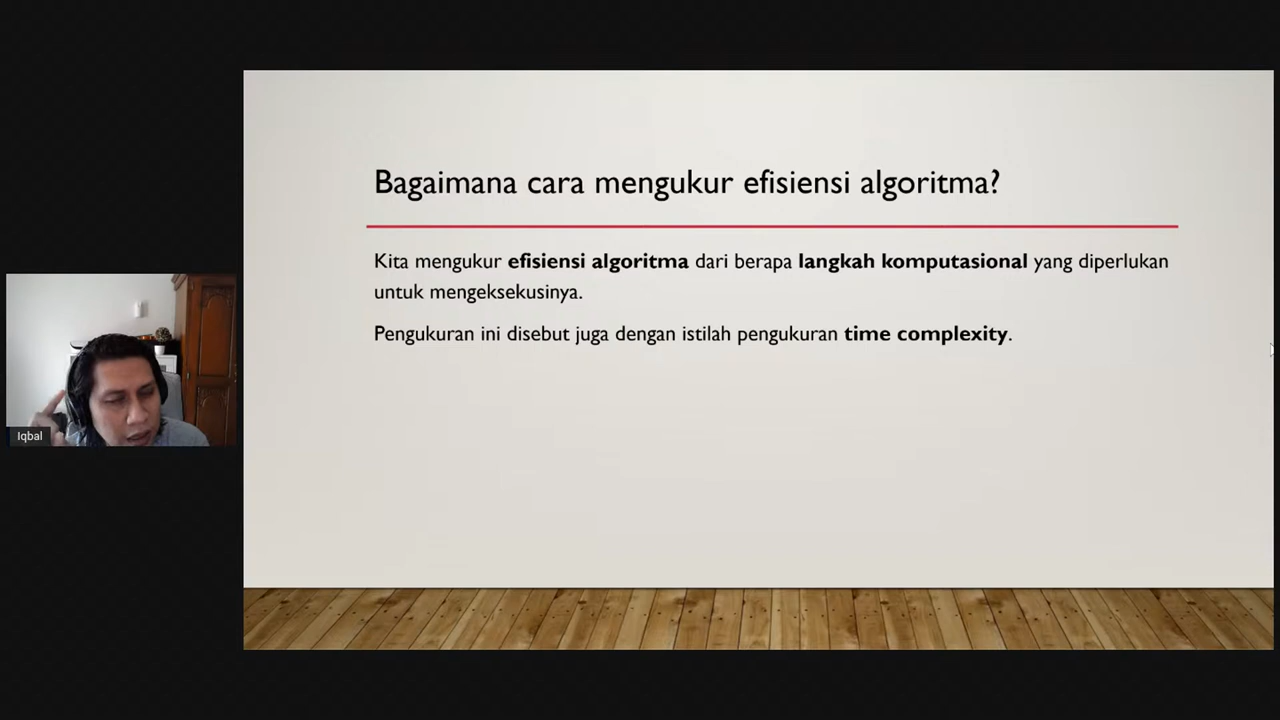 Bagaimana cara mengukur efisiensi algoritma?
Kita mengukur efisiensi algoritma dari berapa langkah komputasional yang diperlukan
untuk mengeksekusinya.
Pengukuran ini disebut juga dengan istilah pengukuran time complexity.
Iqbal